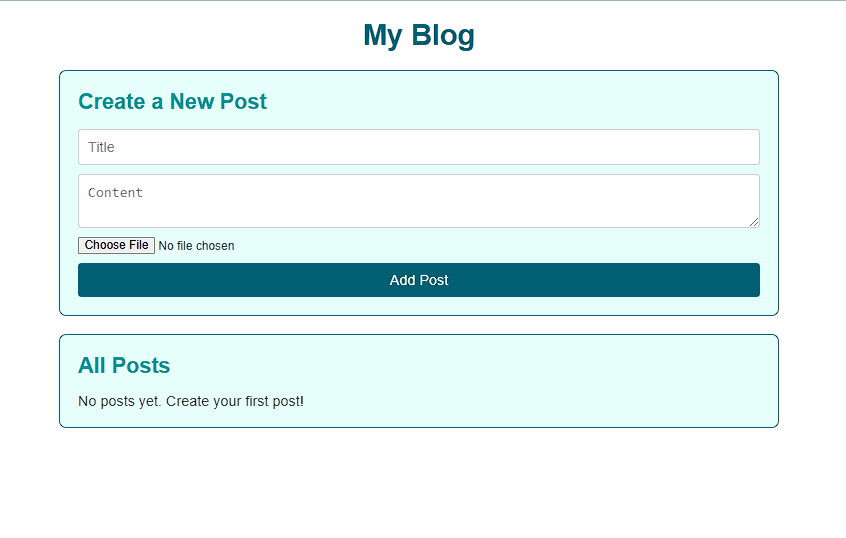 My Blog
Create a New Post
Title
Content
Choose File No file chosen
Add Post
All Posts
No posts yet. Create your first post!